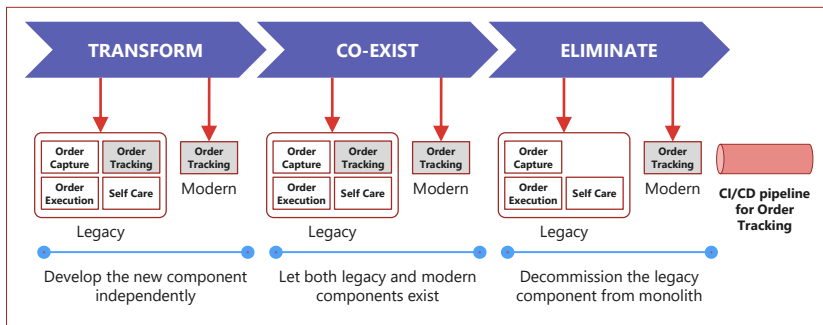 TRANSFORM
CO-EXIST
ELIMINATE
Order
Capture
Order
Tracking
Order
Execution
Self Care
Legacy
Order
Tracking
Modern
Order
Capture
Order
Tracking
Order
Execution
Self Care
Legacy
Order
Tracking
Modern
Order
Capture
Order
Execution
Self Care
Legacy
Order
Tracking
Modern
CI/CD pipeline
for Order
Tracking
Develop the new component
independently
Let both legacy and modern
components exist
Decommission the legacy
component from monolith